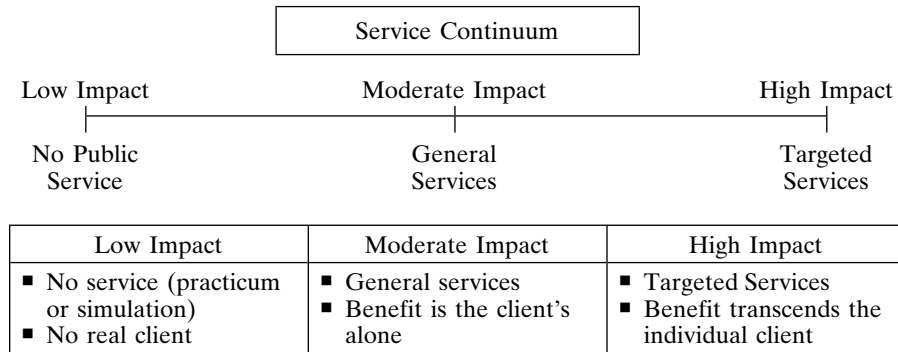 Service Continuum
Low Impact Moderate Impact High Impact
No Public General Targeted
Service Services Services
Low Impact Moderate Impact High Impact
▪ No service (practicum
or simulation)
▪ No real client
▪ General services
▪ Benefit is the client's
alone
▪ Targeted Services
▪ Benefit transcends the
individual client